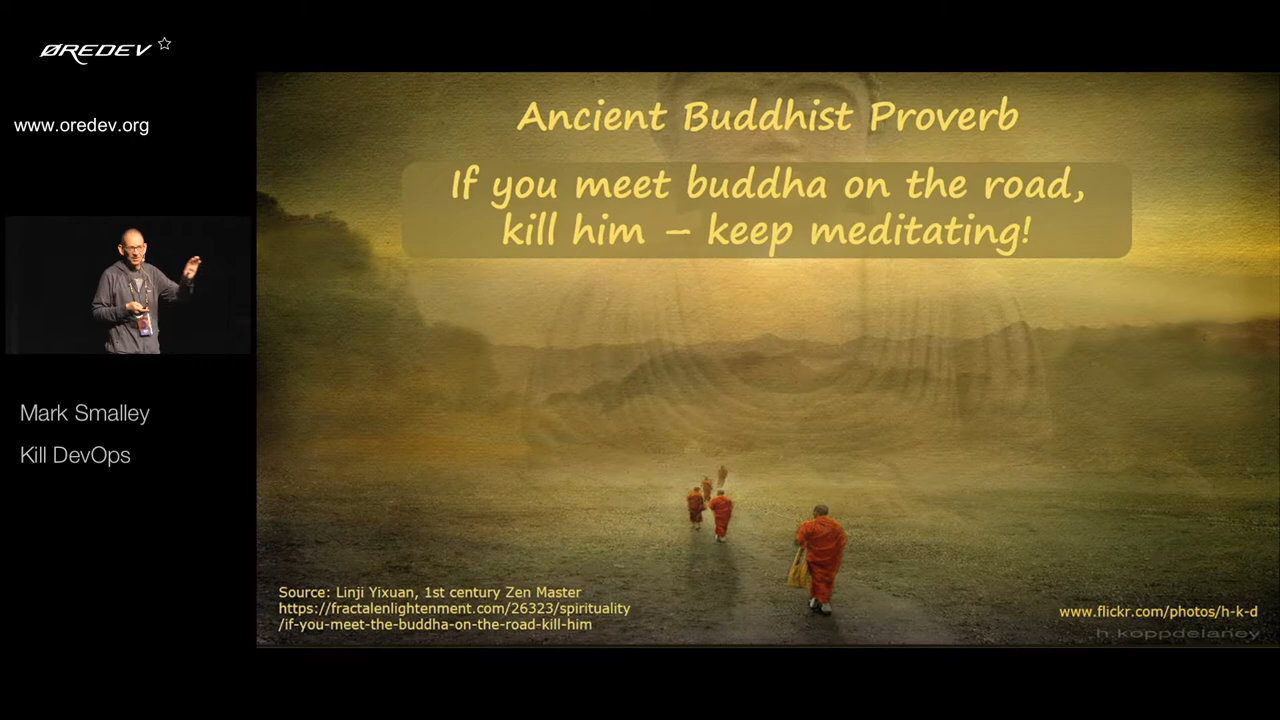 ØREDEV
www.oredev.org
Mark Smalley
Kill DevOps
Ancient Buddhist Proverb
If you meet buddha on the road,
kill him – keep meditating!
Source: Linji Yixuan, 1st century Zen Master
https://fractalenlightenment.com/26323/spirituality
/if-you-meet-the-buddha-on-the-road-kill-him
www.flickr.com/photos/h-k-d
h.koppdelaney